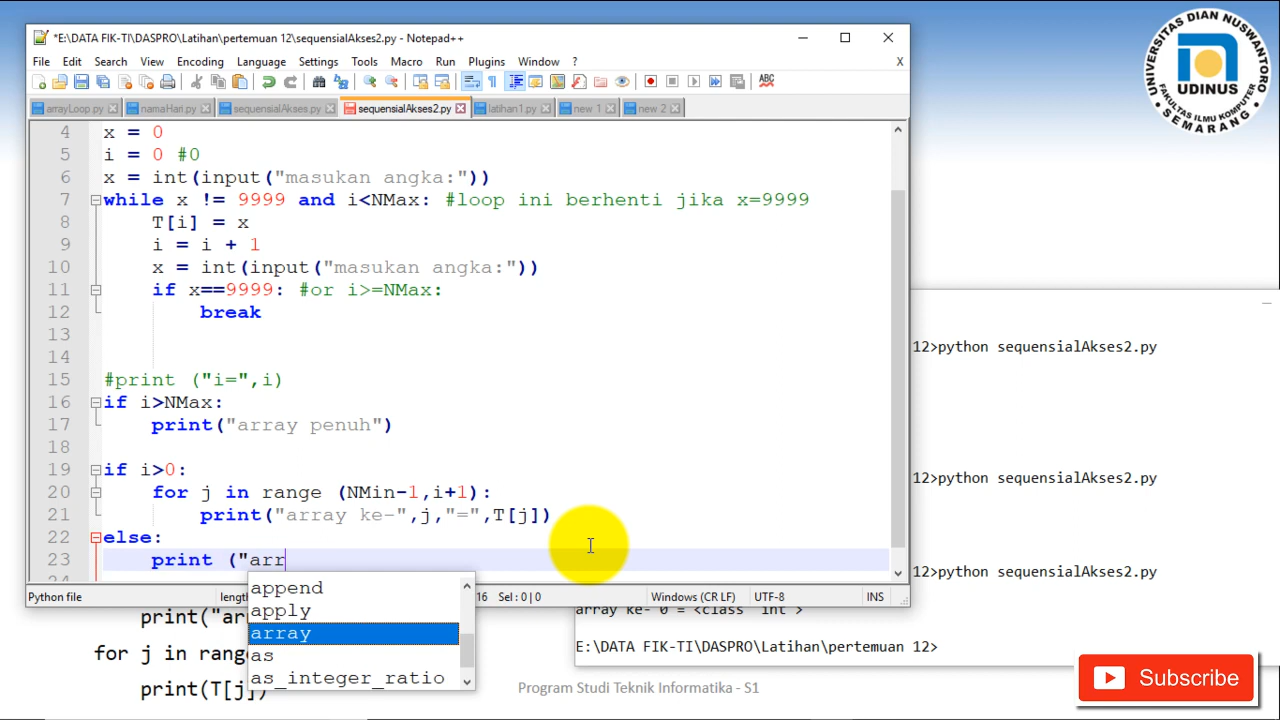 *E:\DATA FIK-TI\DASPRO\Latihan\pertemuan 12\sequensialAkses2.py - Notepad++
File Edit Search View Encoding Language Settings Tools Macro Run Plugins Window ? X
arrayLoop.py namaHari.py sequensialAkses.py sequensialAkses2.py latihan1.py new 1 new 2
4 x = 0
5 i = 0 #0
6 x = int(input("masukan angka:"))
7 while x != 9999 and i<NMax: #loop ini berhenti jika x=9999
8 T[i] = x
9 i = i + 1
10 x = int(input("masukan angka:"))
11 if x==9999: #or i>=NMax:
12 break
13
14
15 #print ("i=",i)
16 if i>NMax:
17 print("array penuh")
18
19 if i>0:
20 for j in range (NMin-1,i+1):
21 print("array ke-",j,"=",T[j])
22 else:
23 print ("arr
append
apply
array
as
as_integer_ratio
Python file length 16 Sel : 0 | 0 Windows (CR LF) UTF-8 INS
12>python sequensialAkses2.py
12>python sequensialAkses2.py
12>python sequensialAkses2.py
array ke- 0 = <class 'int'>
E:\DATA FIK-TI\DASPRO\Latihan\pertemuan 12>
print("ar
for j in rang
print(T[j])
Program Studi Teknik Informatika - S1
Subscribe
UNIVERSITAS DIAN NUSWANTORO
UDINUS
FAKULTAS ILMU KOMPUTER
SEMARANG